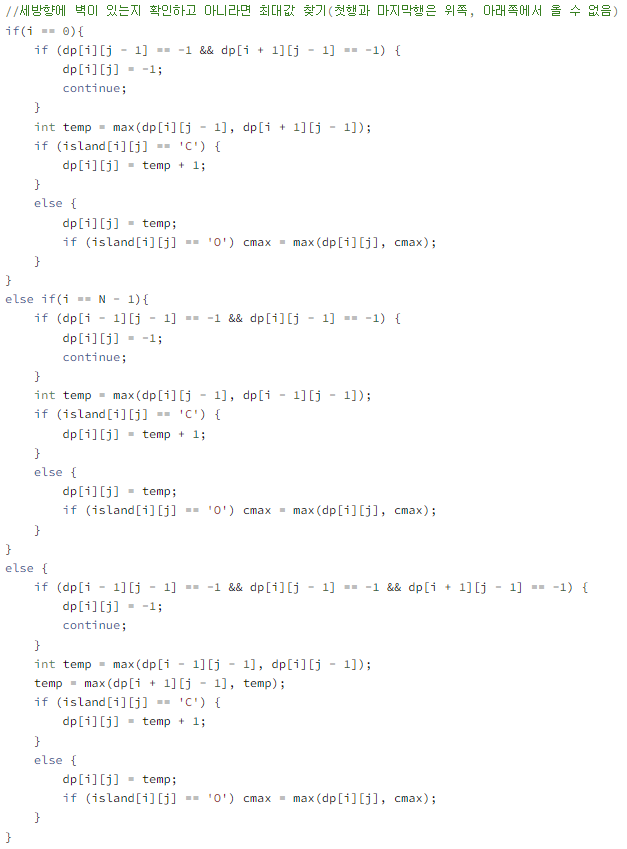 //세방향에 벽이 있는지 확인하고 아니라면 최대값 찾기(첫행과 마지막행은 위쪽, 아래쪽에서 올 수 없음)
if(i == 0){
    if (dp[i][j - 1] == -1 && dp[i + 1][j - 1] == -1) {
        dp[i][j] = -1;
        continue;
    }
    int temp = max(dp[i][j - 1], dp[i + 1][j - 1]);
    if (island[i][j] == 'C') {
        dp[i][j] = temp + 1;
    }
    else {
        dp[i][j] = temp;
        if (island[i][j] == 'O') cmax = max(dp[i][j], cmax);
    }
}
else if(i == N - 1){
    if (dp[i - 1][j - 1] == -1 && dp[i][j - 1] == -1) {
        dp[i][j] = -1;
        continue;
    }
    int temp = max(dp[i][j - 1], dp[i - 1][j - 1]);
    if (island[i][j] == 'C') {
        dp[i][j] = temp + 1;
    }
    else {
        dp[i][j] = temp;
        if (island[i][j] == 'O') cmax = max(dp[i][j], cmax);
    }
}
else {
    if (dp[i - 1][j - 1] == -1 && dp[i][j - 1] == -1 && dp[i + 1][j - 1] == -1) {
        dp[i][j] = -1;
        continue;
    }
    int temp = max(dp[i - 1][j - 1], dp[i][j - 1]);
    temp = max(dp[i + 1][j - 1], temp);
    if (island[i][j] == 'C') {
        dp[i][j] = temp + 1;
    }
    else {
        dp[i][j] = temp;
        if (island[i][j] == 'O') cmax = max(dp[i][j], cmax);
    }
}